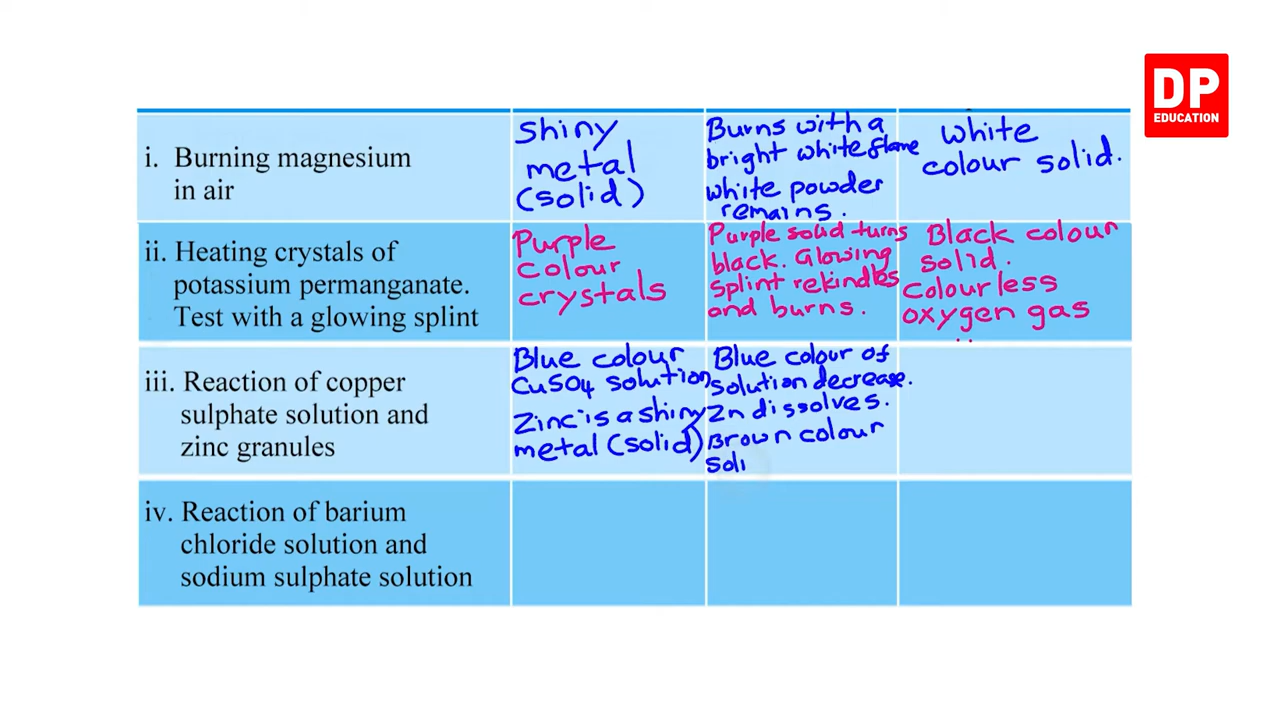 DP
EDUCATION
i. Burning magnesium
in air
shiny
metal
(solid)
Burns with a
bright white flame
white powder
remains.
white
colour solid.
ii. Heating crystals of
potassium permanganate.
Test with a glowing splint
Purple
colour
crystals
Purple solid turns
black. Glowing
splint rekindles
and burns.
Black colour
solid.
colourless
oxygen gas
iii. Reaction of copper
sulphate solution and
zinc granules
Blue colour
CuSO4 solution
Zinc is a shiny
metal (solid)
Blue colour of
solution decrease.
Zn dissolves.
Brown colour
soli
iv. Reaction of barium
chloride solution and
sodium sulphate solution